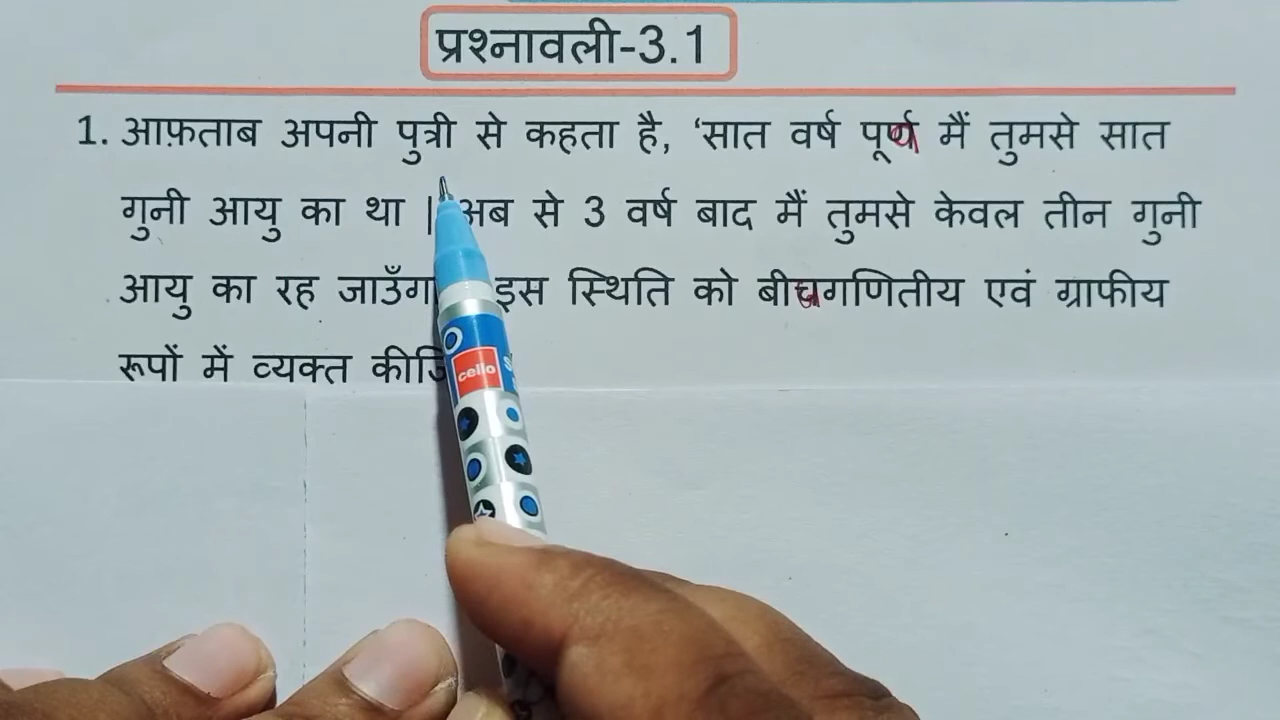 प्रश्नावली-3.1
1. आफ़ताब अपनी पुत्री से कहता है, ‘सात वर्ष पूर्ण मैं तुमसे सात
गुनी आयु का था | अब से 3 वर्ष बाद मैं तुमसे केवल तीन गुनी
आयु का रह जाउँगा इस स्थिति को बीजगणितीय एवं ग्राफीय
रूपों में व्यक्त
cello